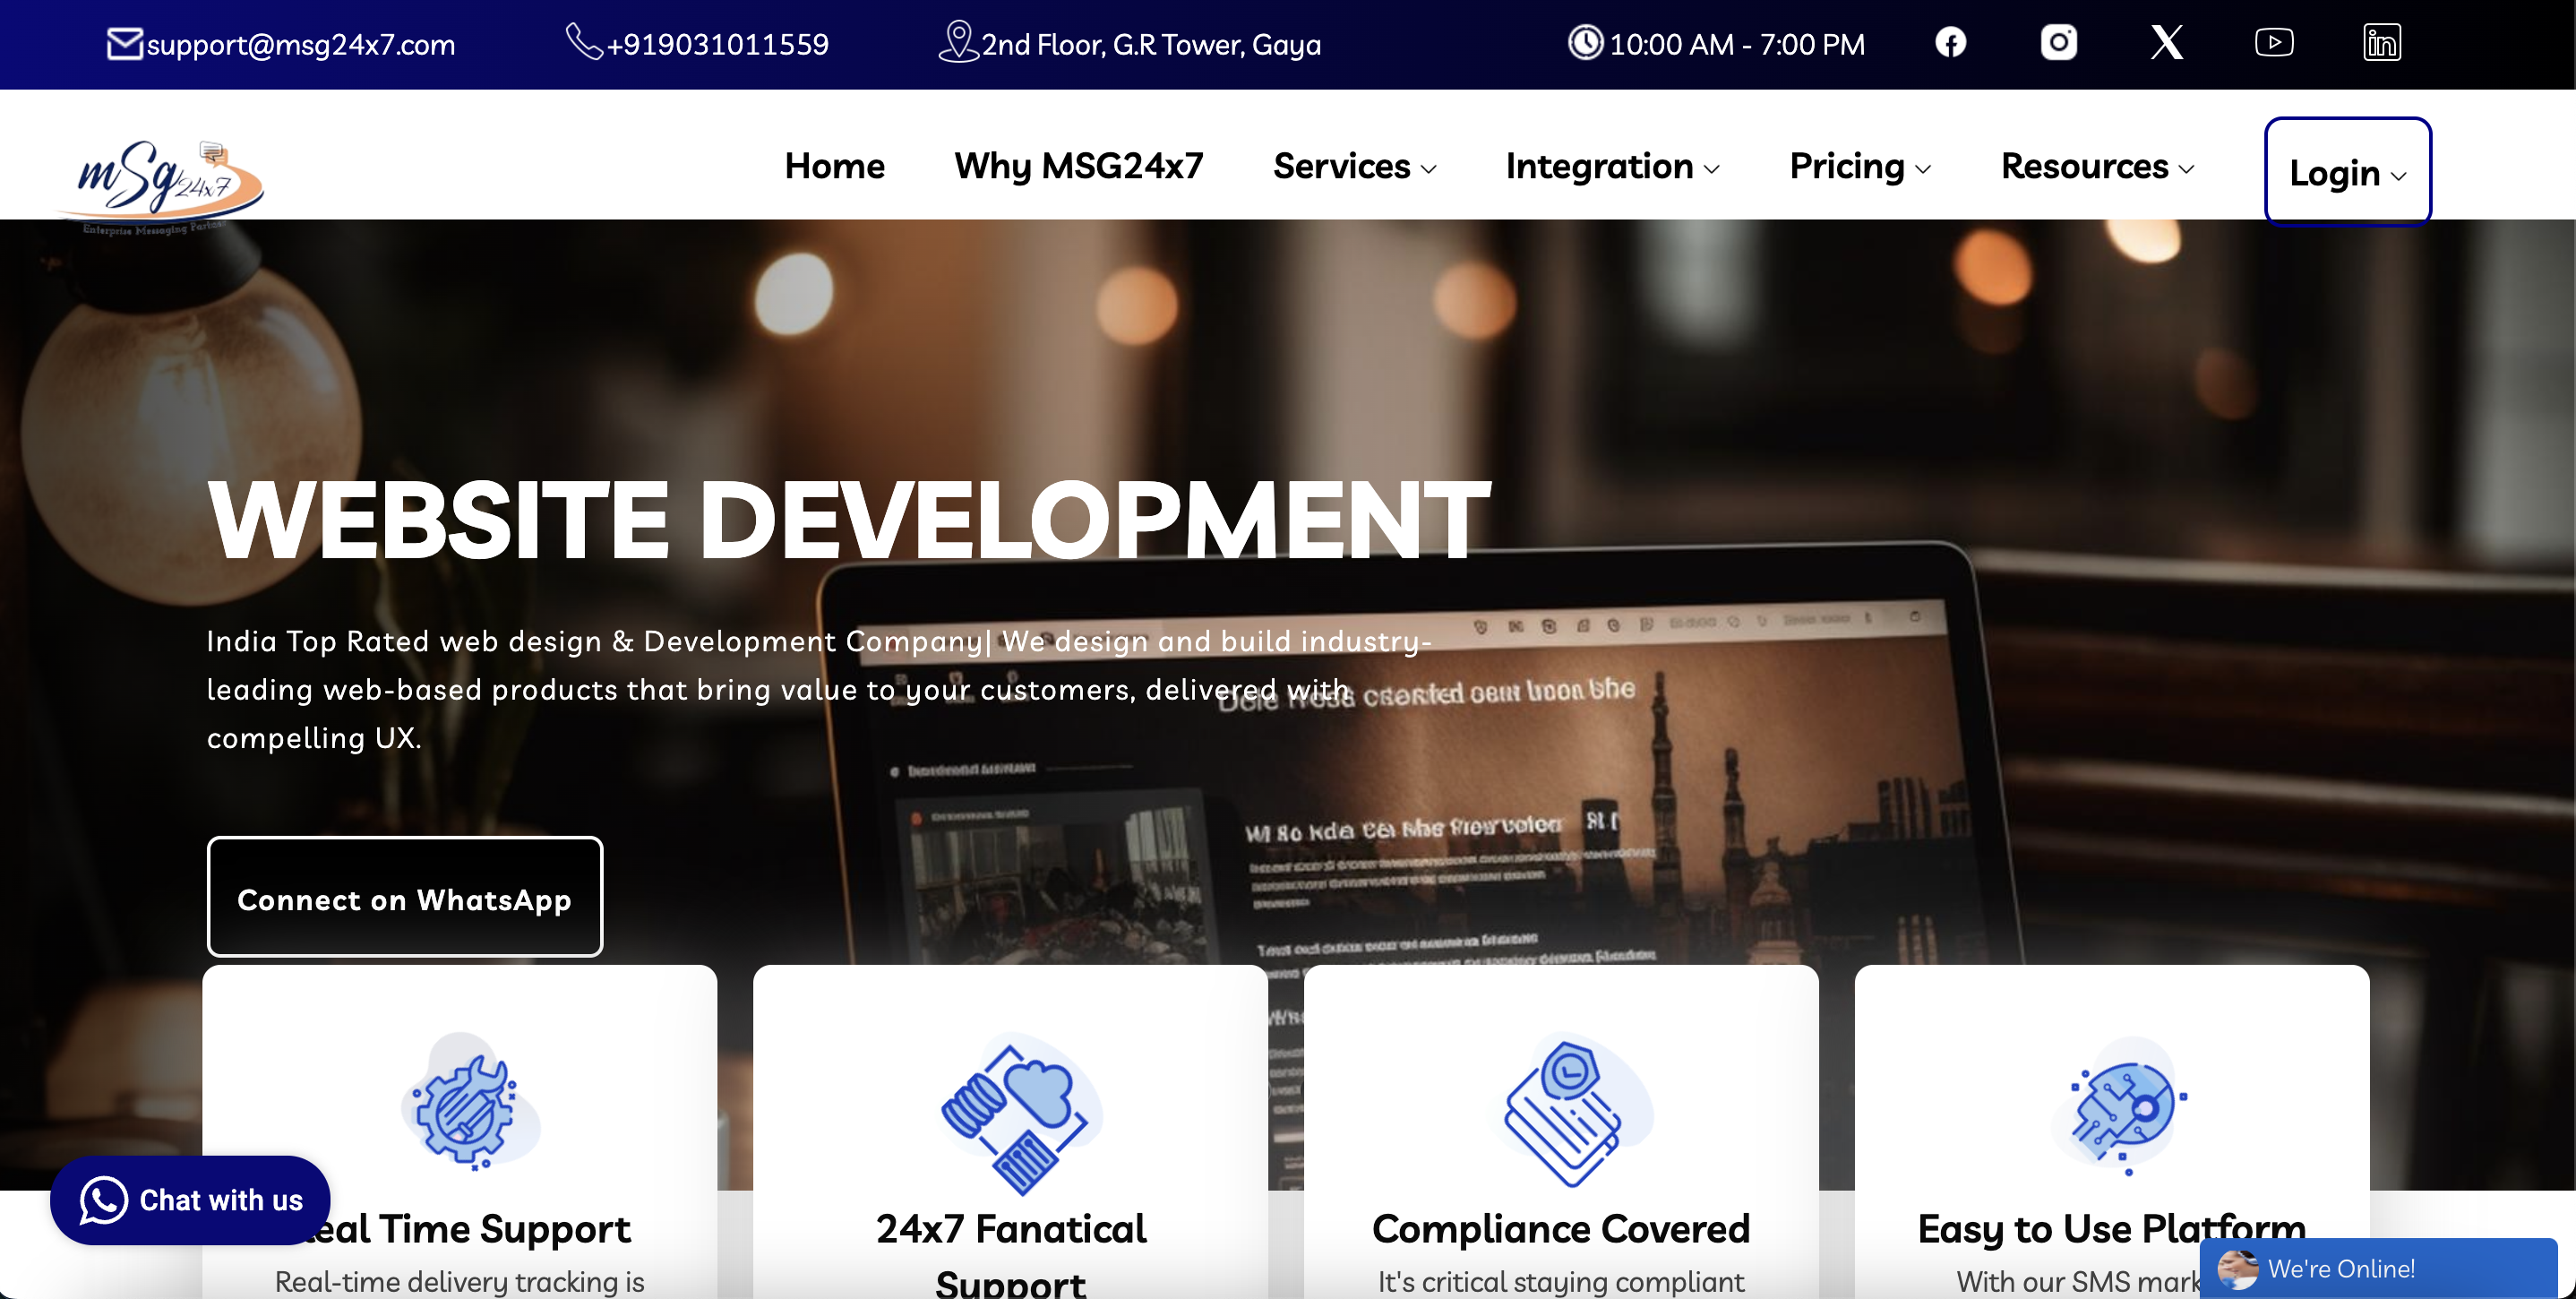 support@msg24x7.com
+919031011559
2nd Floor, G.R Tower, Gaya
10:00 AM - 7:00 PM
mSg 24x7
Enterprise Messaging Partner
Home
Why MSG24x7
Services
Integration
Pricing
Resources
Login
WEBSITE DEVELOPMENT
India Top Rated web design & Development Company| We design and build industry-
leading web-based products that bring value to your customers, delivered with
compelling UX.
Connect on WhatsApp
Real Time Support
Real-time delivery tracking is
24x7 Fanatical
Support
Compliance Covered
It's critical staying compliant
Easy to Use Platform
With our SMS mark
Chat with us
We're Online!